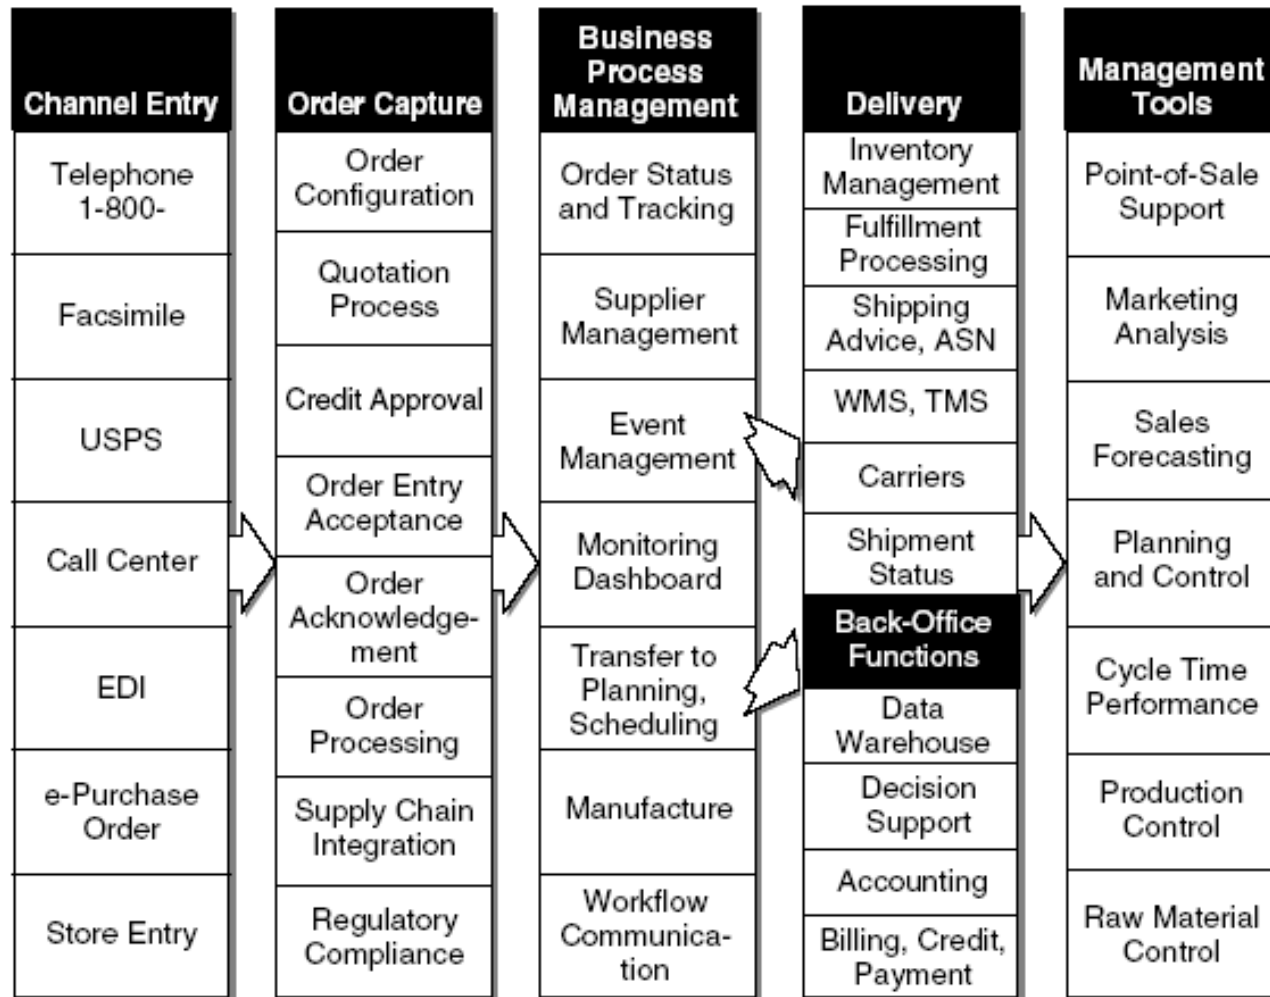 Channel Entry
Telephone
1-800-
Facsimile
USPS
Call Center
EDI
e-Purchase
Order
Store Entry
Order Capture
Order
Configuration
Quotation
Process
Credit Approval
Order Entry
Acceptance
Order
Acknowledge-
ment
Order
Processing
Supply Chain
Integration
Regulatory
Compliance
Business
Process
Management
Order Status
and Tracking
Supplier
Management
Event
Management
Monitoring
Dashboard
Transfer to
Planning,
Scheduling
Manufacture
Workflow
Communica-
tion
Delivery
Inventory
Management
Fulfillment
Processing
Shipping
Advice, ASN
WMS, TMS
Carriers
Shipment
Status
Back-Office
Functions
Data
Warehouse
Decision
Support
Accounting
Billing, Credit,
Payment
Management
Tools
Point-of-Sale
Support
Marketing
Analysis
Sales
Forecasting
Planning
and Control
Cycle Time
Performance
Production
Control
Raw Material
Control